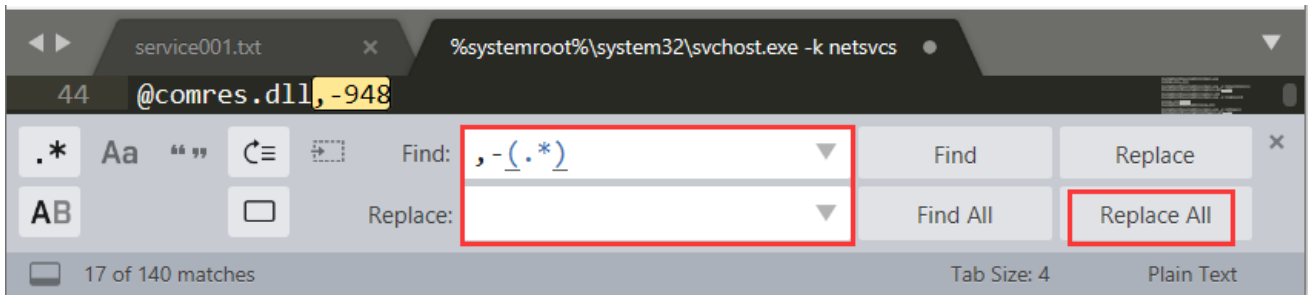 service001.txt × %systemroot%\system32\svchost.exe -k netsvcs
44 @comres.dll,-948
.* Aa “” Find: ,-(.*) Find Replace ×
AB Replace: Find All Replace All
17 of 140 matches Tab Size: 4 Plain Text